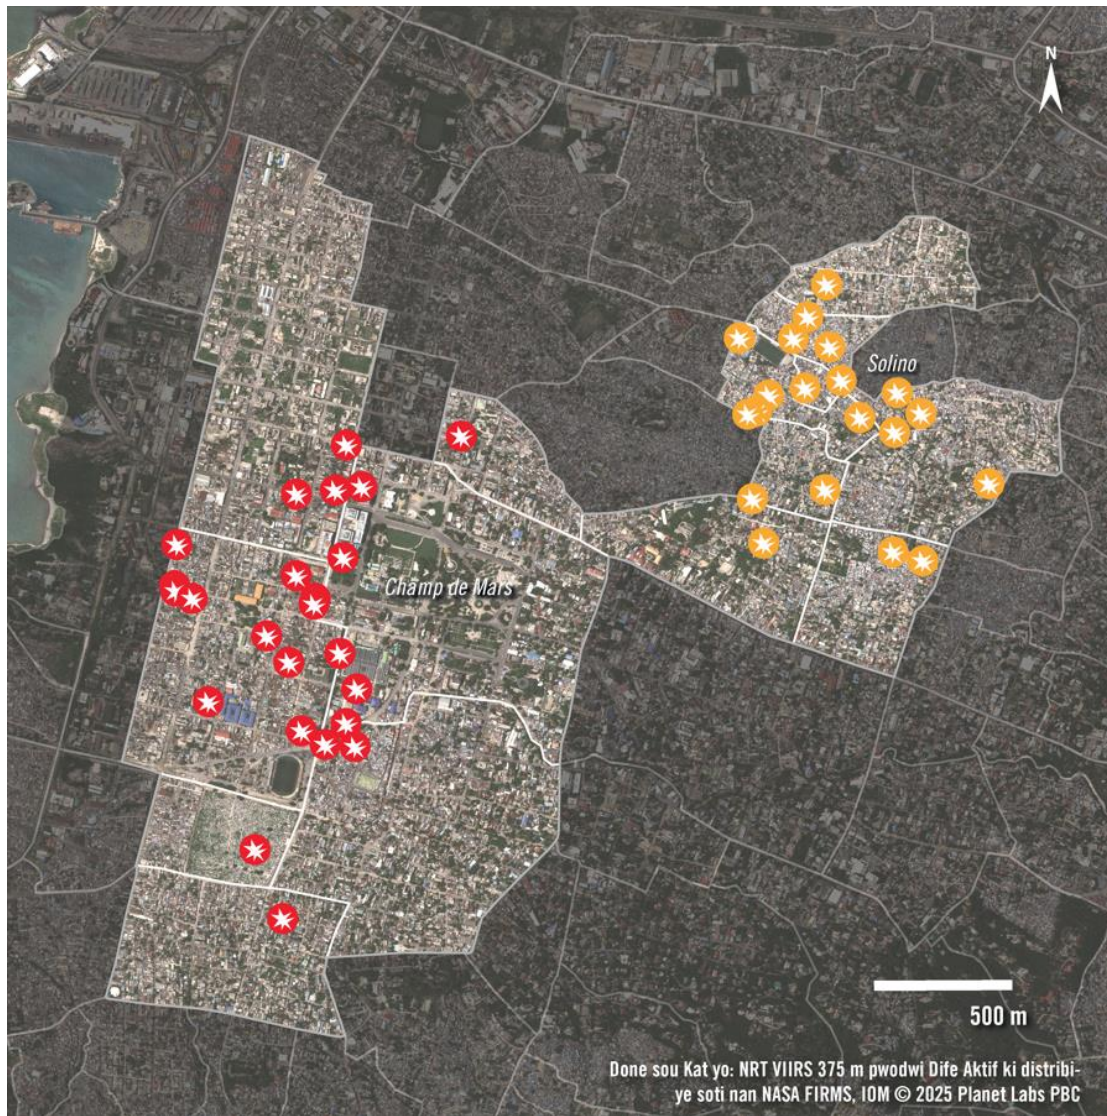 N
Solino
Champ de Mars
500 m
Done sou Kat yo: NRT VIIRS 375 m pwodwi Dife Aktif ki distribi-
ye soti nan NASA FIRMS, IOM © 2025 Planet Labs PBC